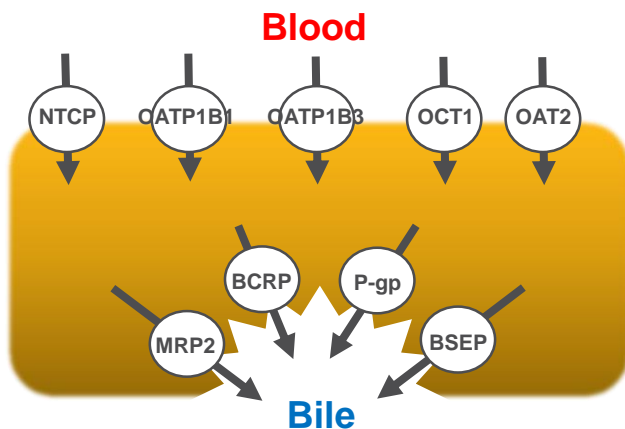 Blood
NTCP OATP1B1 OATP1B3 OCT1 OAT2
BCRP P-gp
MRP2 BSEP
Bile